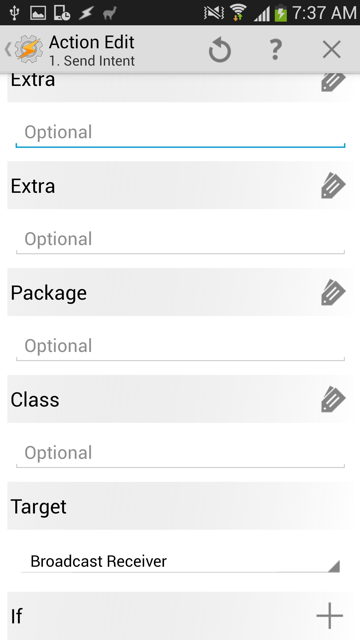 7:37 AM
Action Edit
1. Send Intent
?
Extra
Optional
Extra
Optional
Package
Optional
Class
Optional
Target
Broadcast Receiver
If